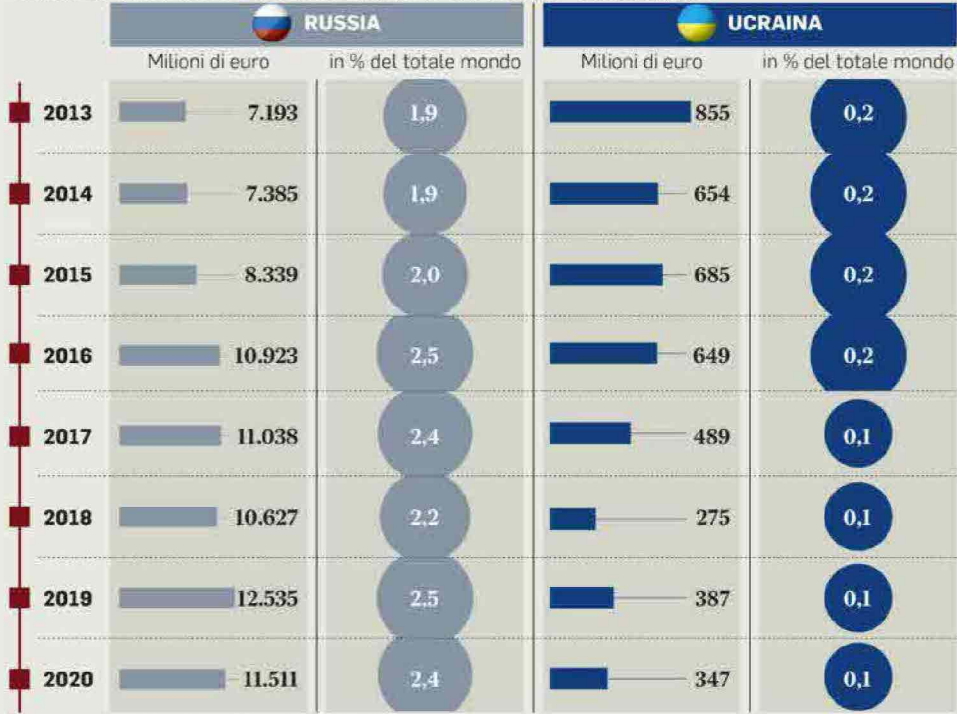 RUSSIA UCRAINA
Milioni di euro in % del totale mondo Milioni di euro in % del totale mondo
2013 7.193 1,9 855 0,2
2014 7.385 1,9 654 0,2
2015 8.339 2,0 685 0,2
2016 10.923 2,5 649 0,2
2017 11.038 2,4 489 0,1
2018 10.627 2,2 275 0,1
2019 12.535 2,5 387 0,1
2020 11.511 2,4 347 0,1